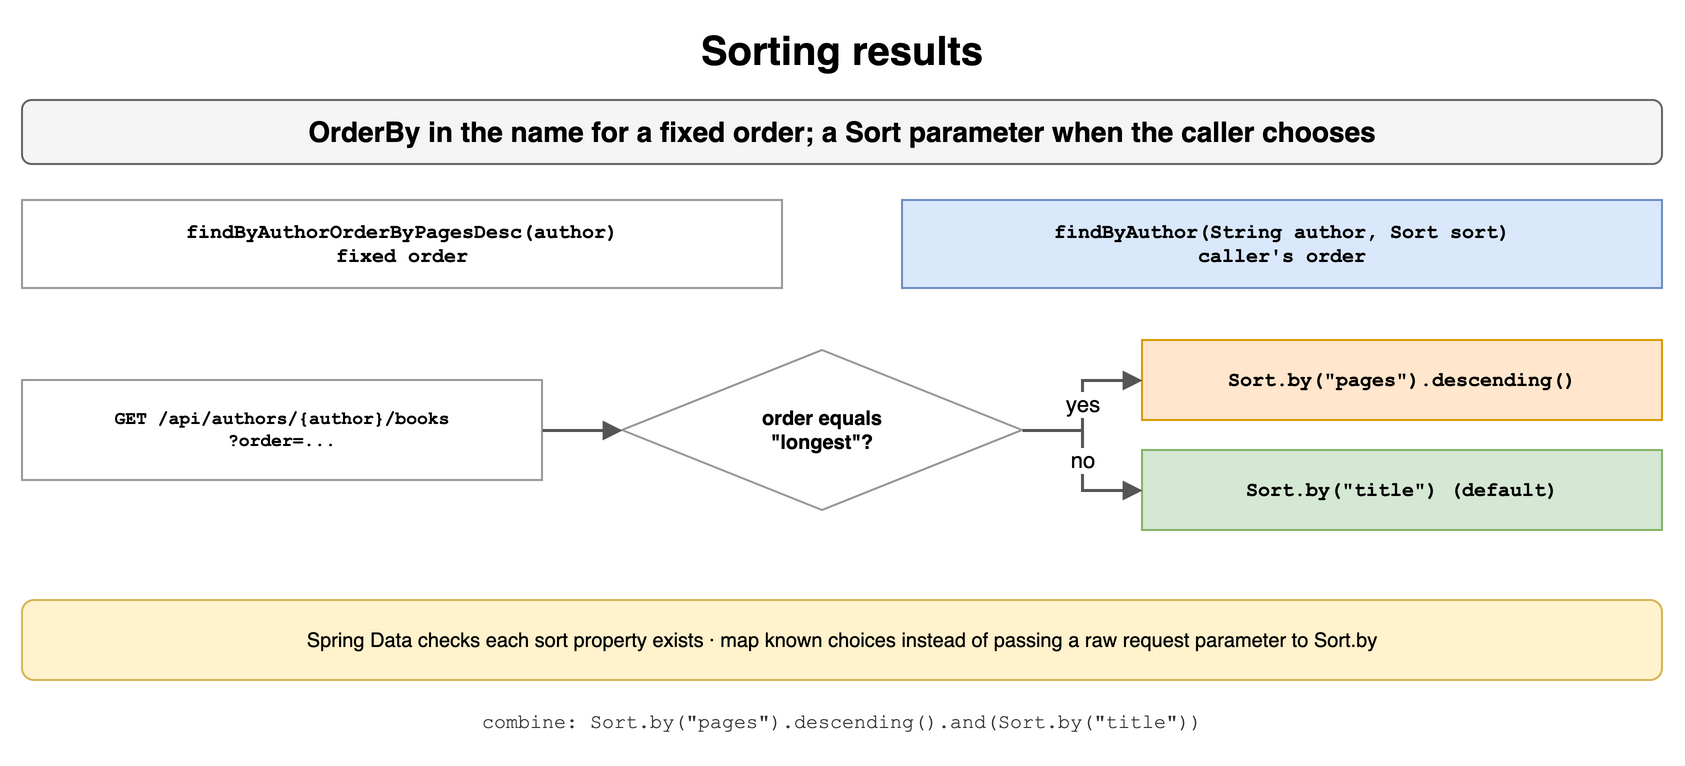 Sorting results
OrderBy in the name for a fixed order; a Sort parameter when the caller chooses
findByAuthorOrderByPagesDesc(author)
fixed order
findByAuthor(String author, Sort sort)
caller's order
GET /api/authors/{author}/books
?order=...
order equals
"longest"?
yes
no
Sort.by("pages").descending()
Sort.by("title") (default)
Spring Data checks each sort property exists · map known choices instead of passing a raw request parameter to Sort.by
combine: Sort.by("pages").descending().and(Sort.by("title"))